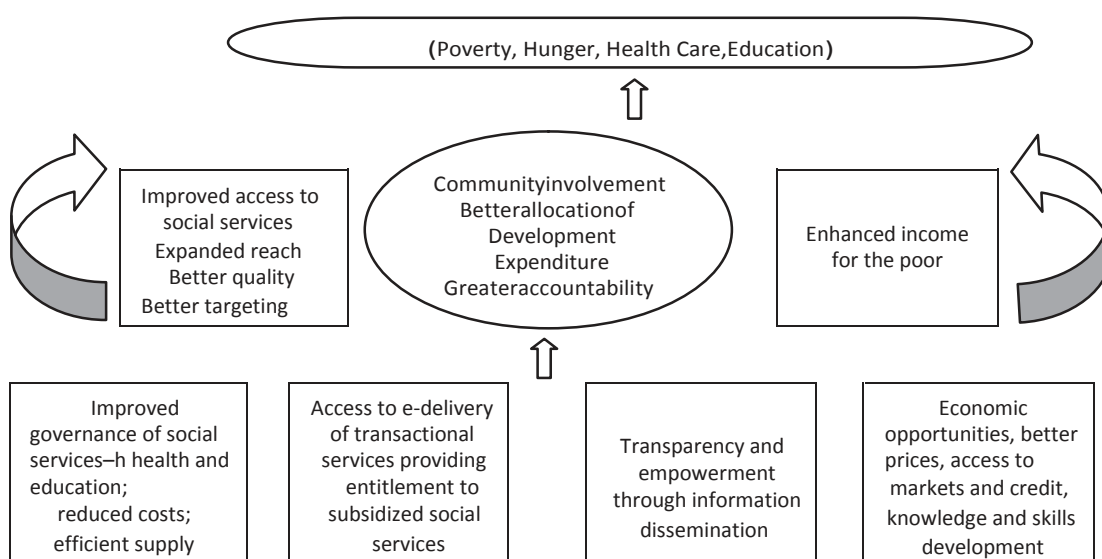 (Poverty, Hunger, Health Care,Education)
Improved access to
social services
Expanded reach
Better quality
Better targeting
Communityinvolvement
Betterallocationof
Development
Expenditure
Greateraccountability
Enhanced income
for the poor
Improved
governance of social
services–h health and
education;
reduced costs;
efficient supply
Access to e-delivery
of transactional
services providing
entitlement to
subsidized social
services
Transparency and
empowerment
through information
dissemination
Economic
opportunities, better
prices, access to
markets and credit,
knowledge and skills
development